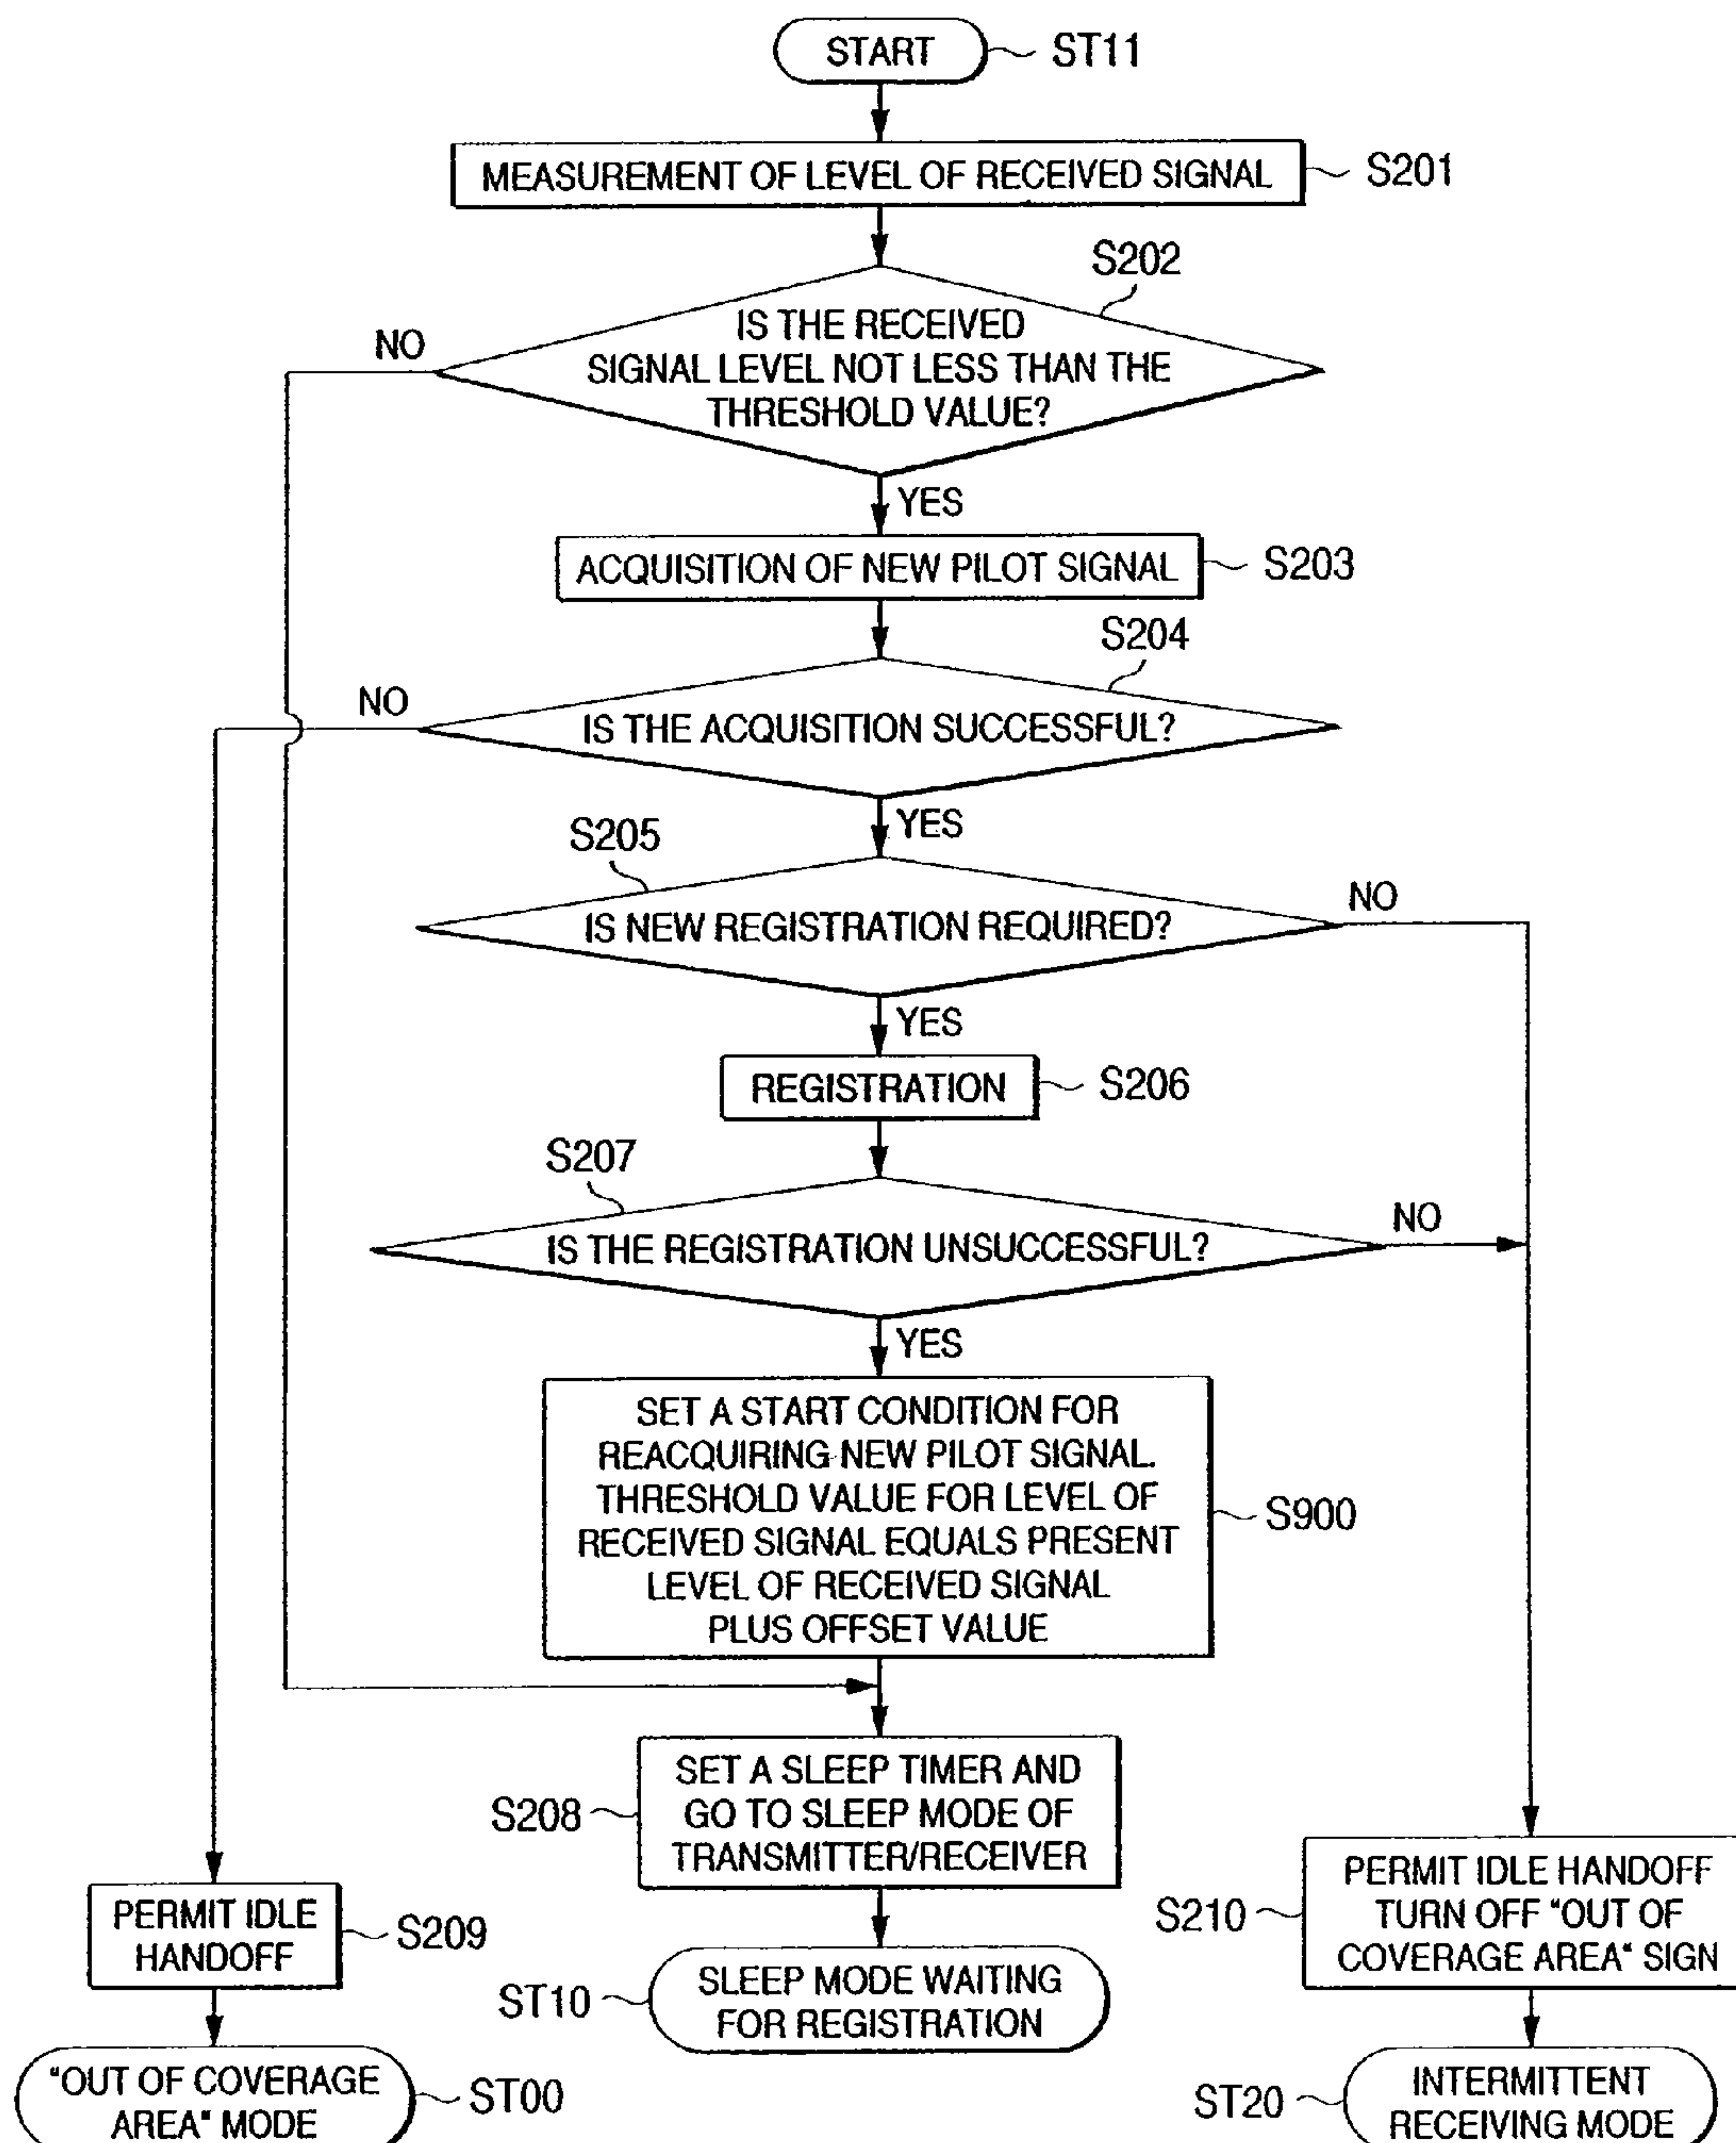 START
ST11
MEASUREMENT OF LEVEL OF RECEIVED SIGNAL
S201
S202
IS THE RECEIVED
SIGNAL LEVEL NOT LESS THAN THE
THRESHOLD VALUE?
NO
YES
ACQUISITION OF NEW PILOT SIGNAL
S203
S204
NO
IS THE ACQUISITION SUCCESSFUL?
YES
S205
IS NEW REGISTRATION REQUIRED?
NO
YES
REGISTRATION
S206
S207
IS THE REGISTRATION UNSUCCESSFUL?
NO
YES
SET A START CONDITION FOR
REACQUIRING NEW PILOT SIGNAL.
THRESHOLD VALUE FOR LEVEL OF
RECEIVED SIGNAL EQUALS PRESENT
LEVEL OF RECEIVED SIGNAL
PLUS OFFSET VALUE
S900
SET A SLEEP TIMER AND
GO TO SLEEP MODE OF
TRANSMITTER/RECEIVER
S208
PERMIT IDLE
HANDOFF
S209
S210
PERMIT IDLE HANDOFF
TURN OFF "OUT OF
COVERAGE AREA" SIGN
ST10
SLEEP MODE WAITING
FOR REGISTRATION
"OUT OF COVERAGE
AREA" MODE
ST00
ST20
INTERMITTENT
RECEIVING MODE